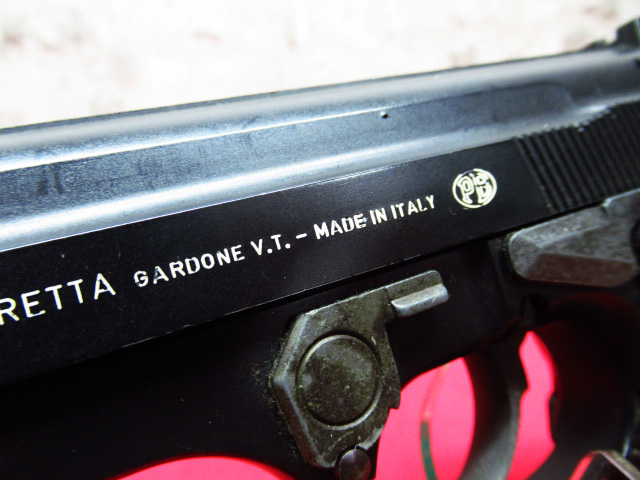 RETTA GARDONE V.T. – MADE IN ITALY PB